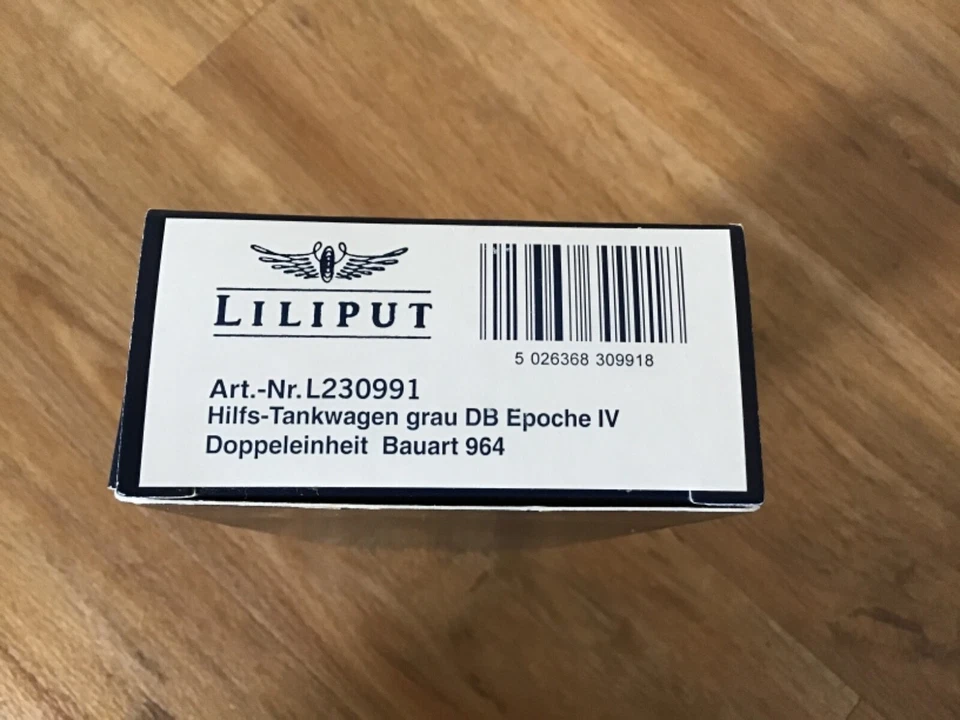 LILIPUT
5 026368 309918
Art.-Nr. L230991
Hilfs-Tankwagen grau DB Epoche IV
Doppeleinheit Bauart 964